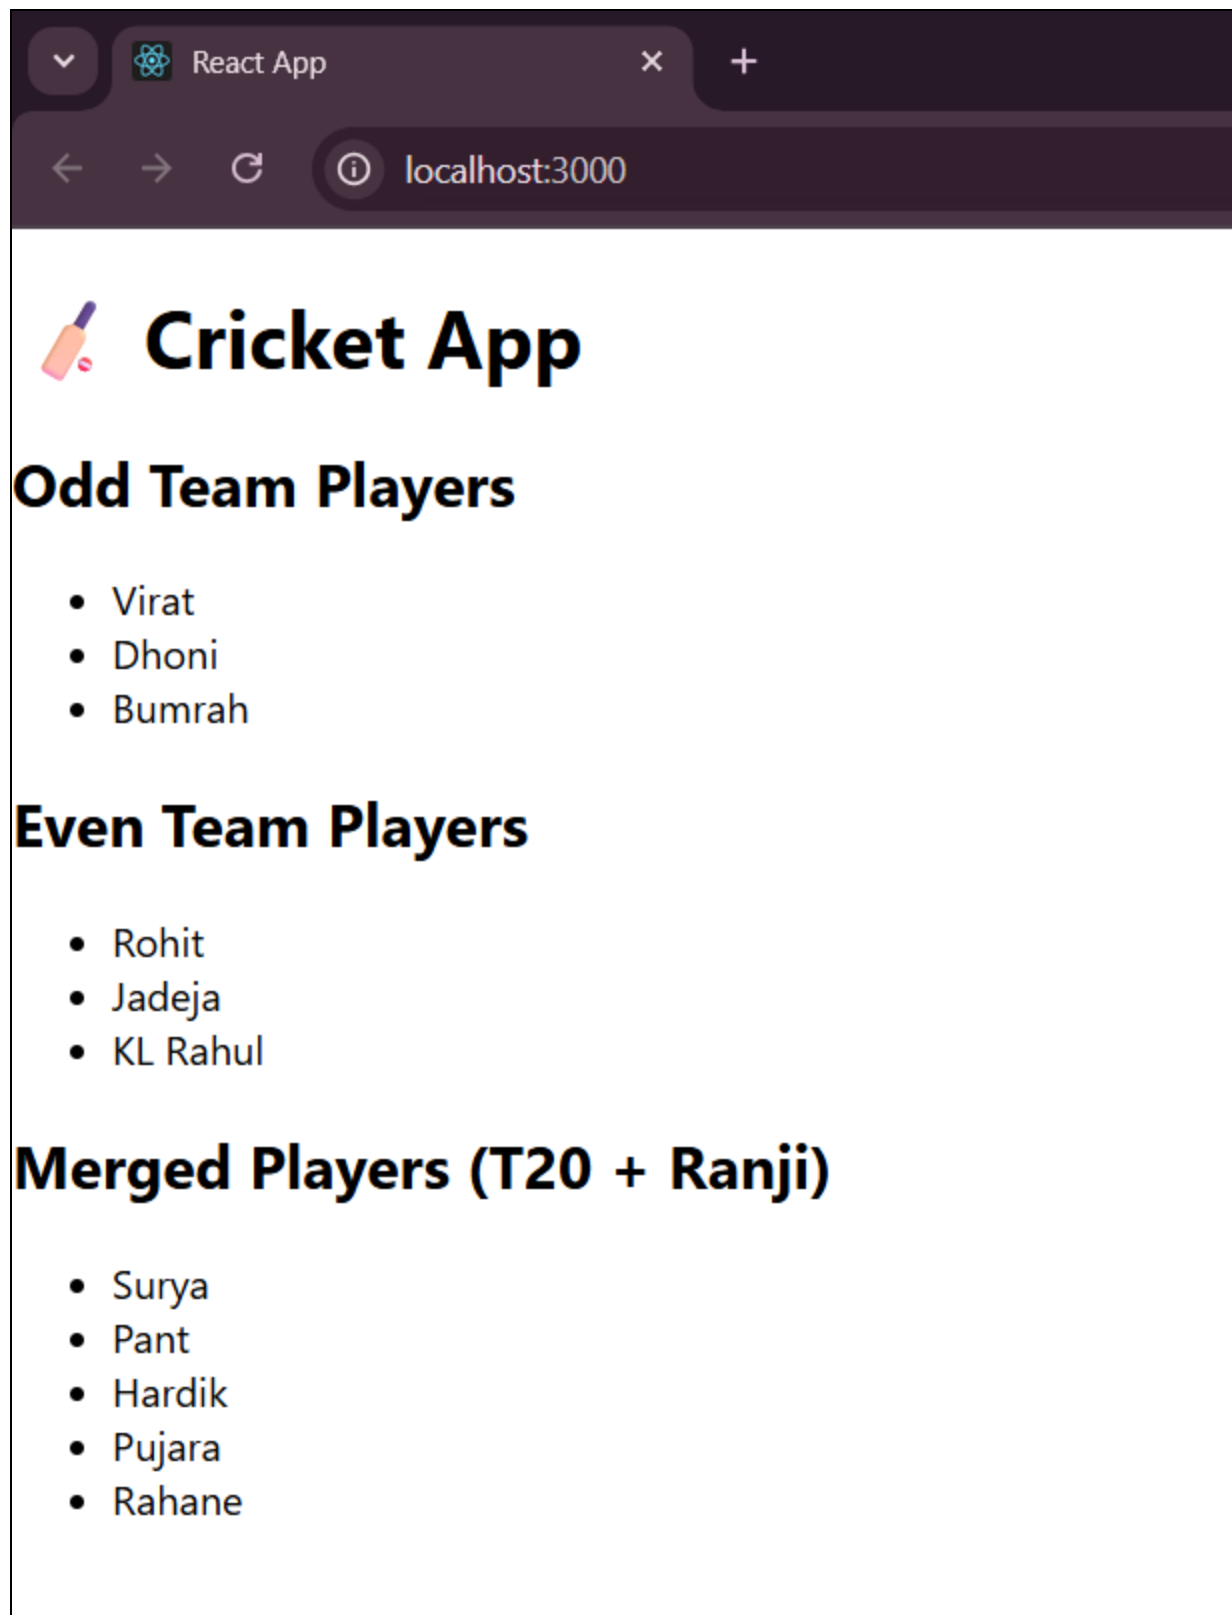 React App
localhost:3000
Cricket App
Odd Team Players
Virat
Dhoni
Bumrah
Even Team Players
Rohit
Jadeja
KL Rahul
Merged Players (T20 + Ranji)
Surya
Pant
Hardik
Pujara
Rahane